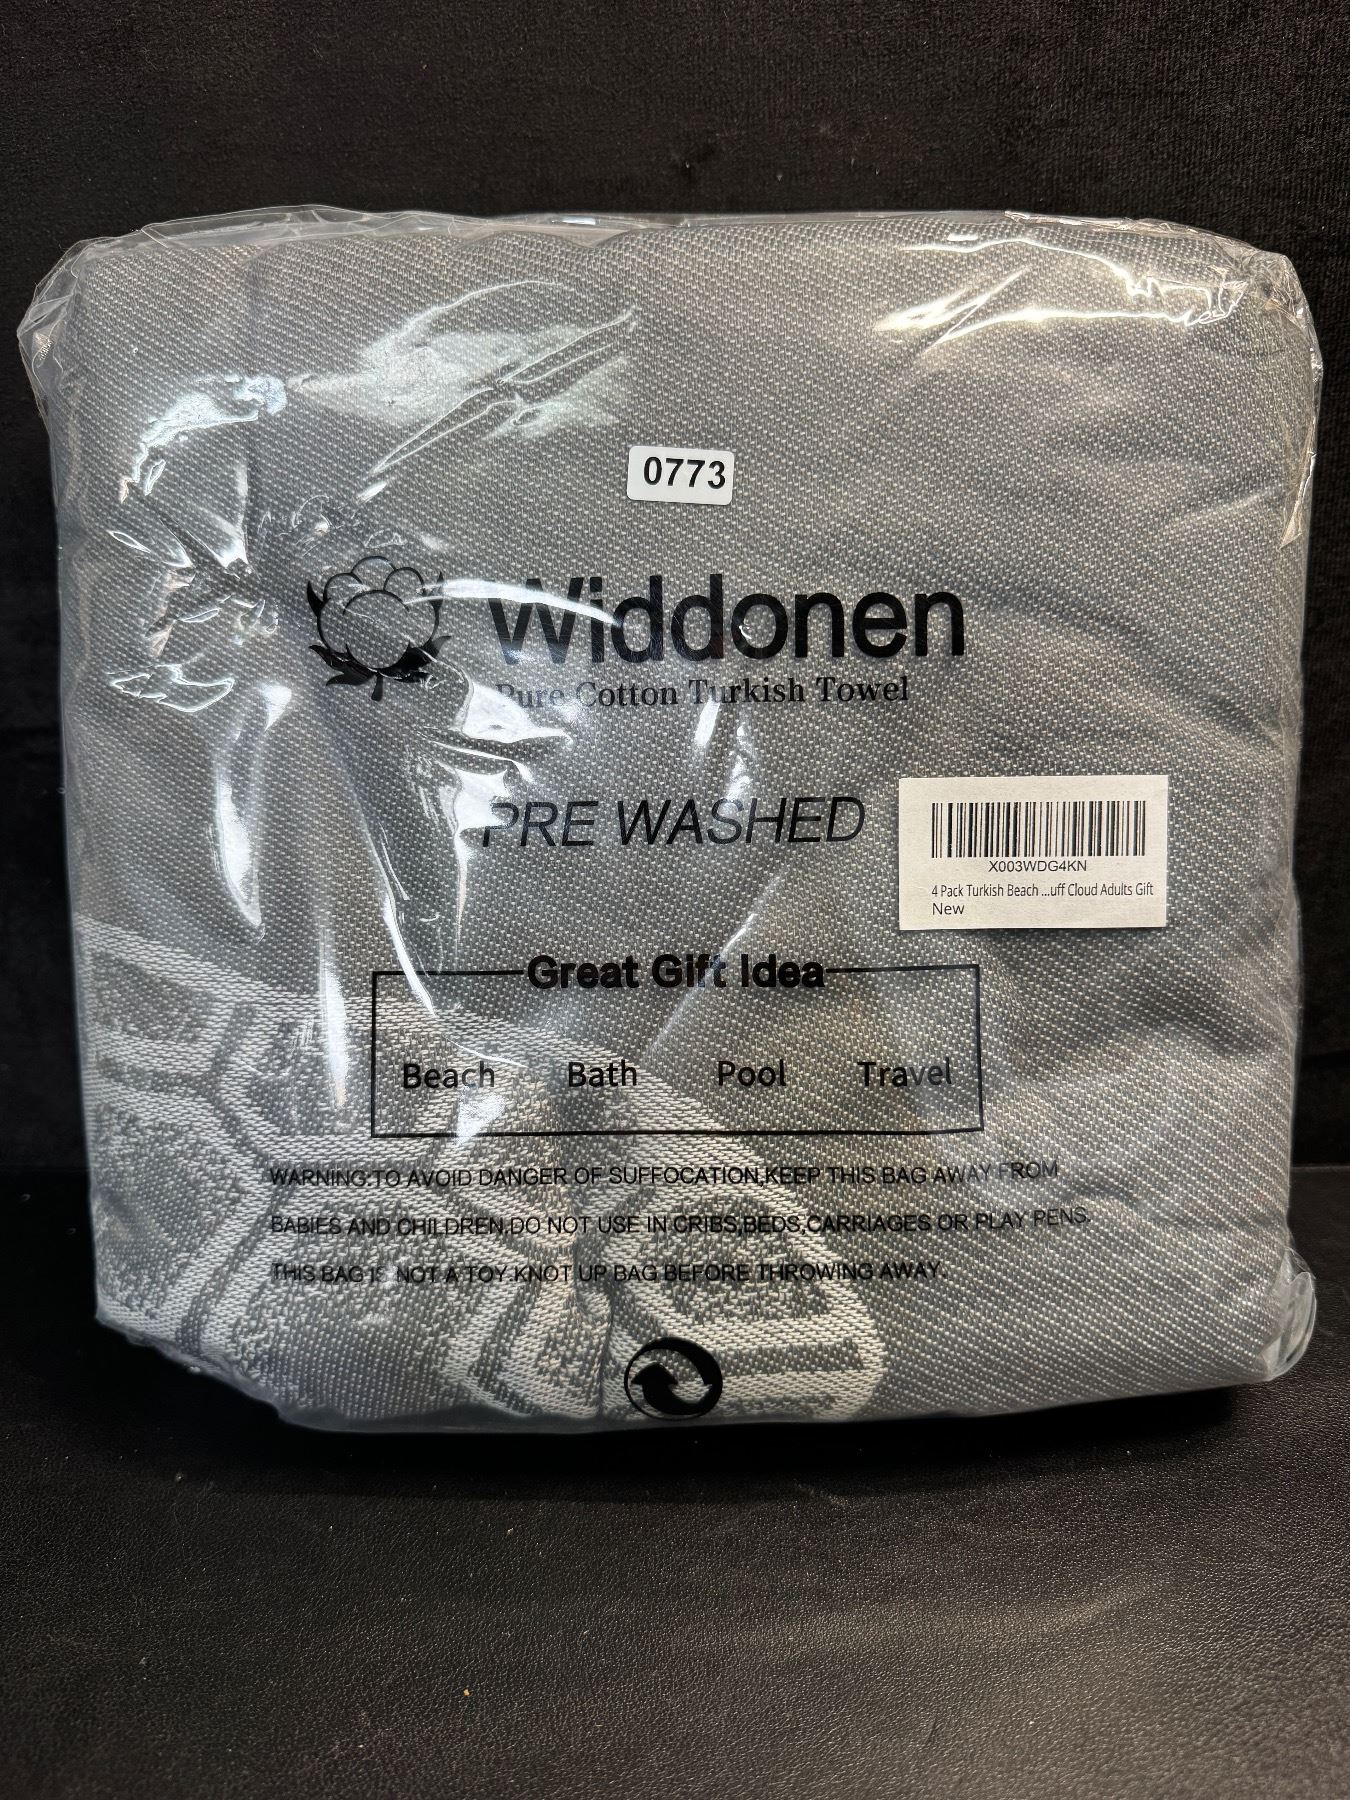 0773
Widdonen
Pure Cotton Turkish Towel
PRE WASHED
X003WDG4KN
4 Pack Turkish Beach ...uff Cloud Adults Gift
New
Great Gift Idea
Beach Bath Pool Travel
WARNING:TO AVOID DANGER OF SUFFOCATION,KEEP THIS BAG AWAY FROM
BABIES AND CHILDREN.DO NOT USE IN CRIBS,BEDS,CARRIAGES OR PLAY PENS.
THIS BAG IS NOT A TOY.KNOT UP BAG BEFORE THROWING AWAY.